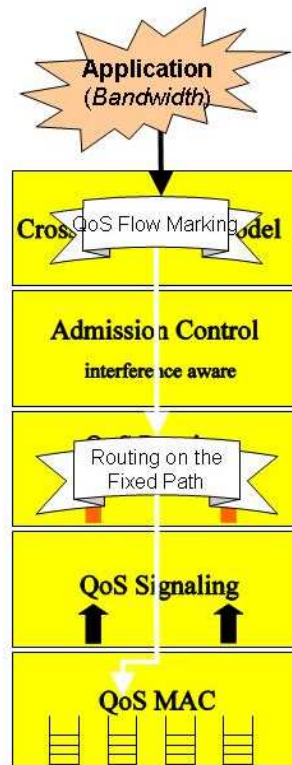 Application
(Bandwidth)
QoS Flow Marking
Admission Control
interference aware
Routing on the
Fixed Path
QoS Signaling
QoS MAC